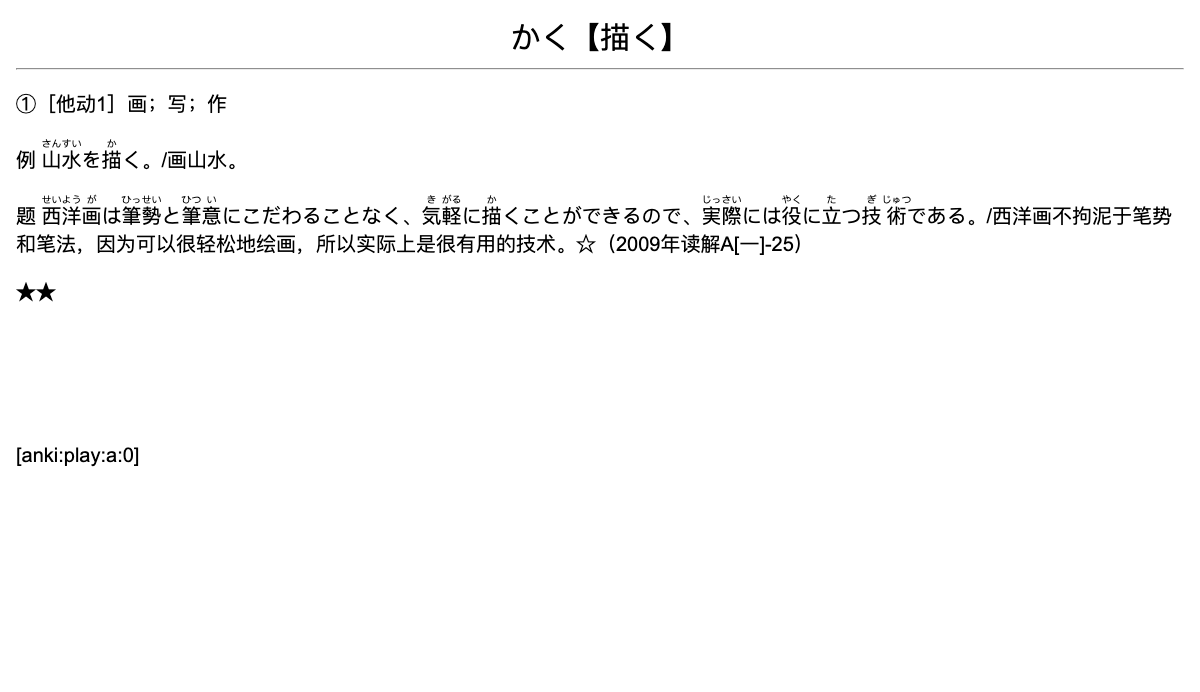 かく【描く】
①［他动1］画；写；作
さんすい か
例 山水を描く。/画山水。
せいよう が ひっせい ひつ い き がる か じっさい やく た ぎ じゅつ
题 西洋画は筆勢と筆意にこだわることなく、気軽に描くことができるので、実際には役に立つ技術である。/西洋画不拘泥于笔势
和笔法，因为可以很轻松地绘画，所以实际上是很有用的技术。☆（2009年读解A[一]-25）
★★
[anki:play:a:0]